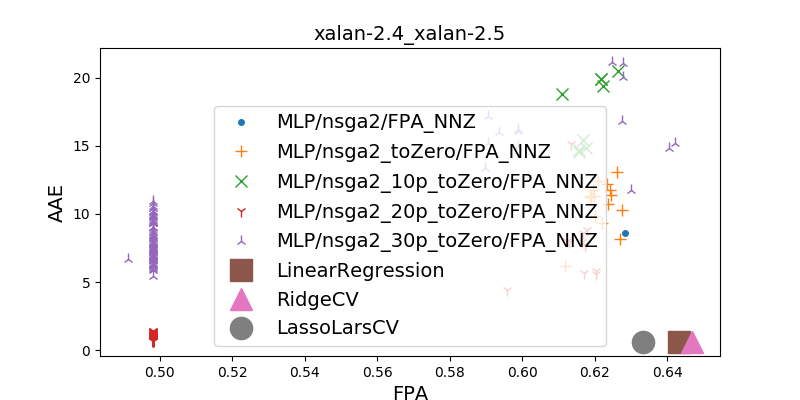 xalan-2.4_xalan-2.5
AAE
20
15
10
5
0
MLP/nsga2/FPA_NNZ
MLP/nsga2_toZero/FPA_NNZ
MLP/nsga2_10p_toZero/FPA_NNZ
MLP/nsga2_20p_toZero/FPA_NNZ
MLP/nsga2_30p_toZero/FPA_NNZ
LinearRegression
RidgeCV
LassoLarsCV
0.50 0.52 0.54 0.56 0.58 0.60 0.62 0.64
FPA